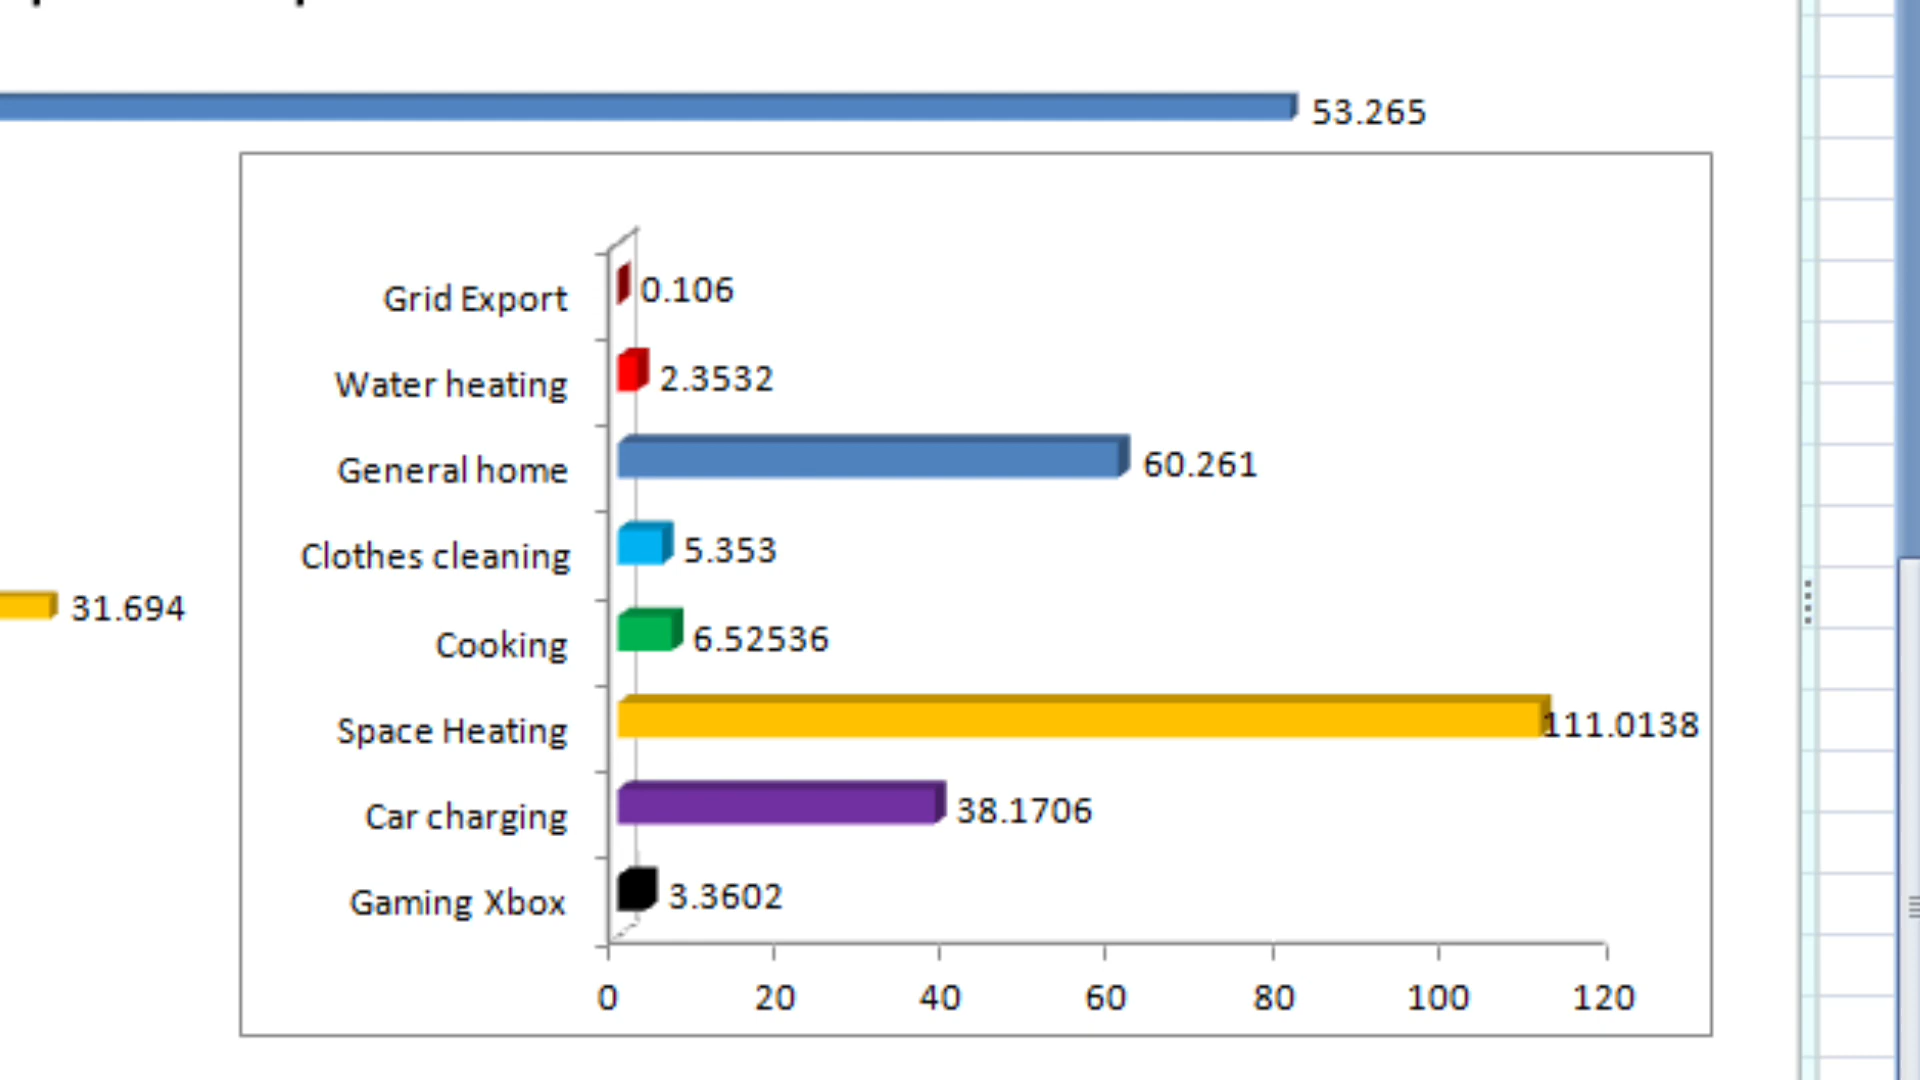 53.265
Grid Export 0.106
Water heating 2.3532
General home 60.261
Clothes cleaning 5.353
31.694
Cooking 6.52536
Space Heating 111.0138
Car charging 38.1706
Gaming Xbox 3.3602
0 20 40 60 80 100 120